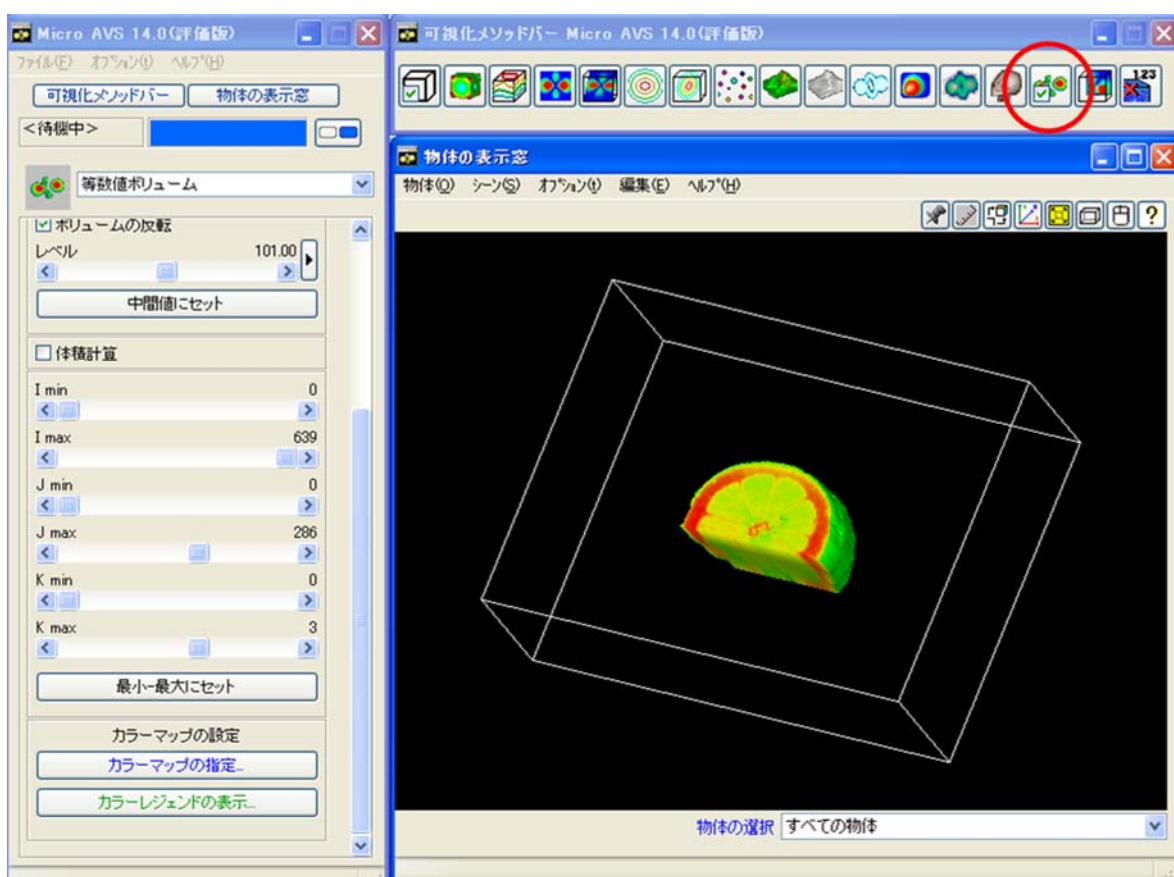 Micro AVS 14.0(評価版)
ファイル(F) オプション(t) ヘルプ(H)
可視化メソッドバー 物体の表示窓
<待機中>
等数値ボリューム
ボリュームの反転
レベル 101.00
中間値にセット
体積計算
I min 0
I max 639
J min 0
J max 286
K min 0
K max 3
最小-最大にセット
カラーマップの設定
カラーマップの指定...
カラーレジェンドの表示...
可視化メソッドバー Micro AVS 14.0(評価版)
123
物体の表示窓
物体(O) シーン(S) オプション(t) 編集(E) ヘルプ(H)
?
物体の選択 すべての物体